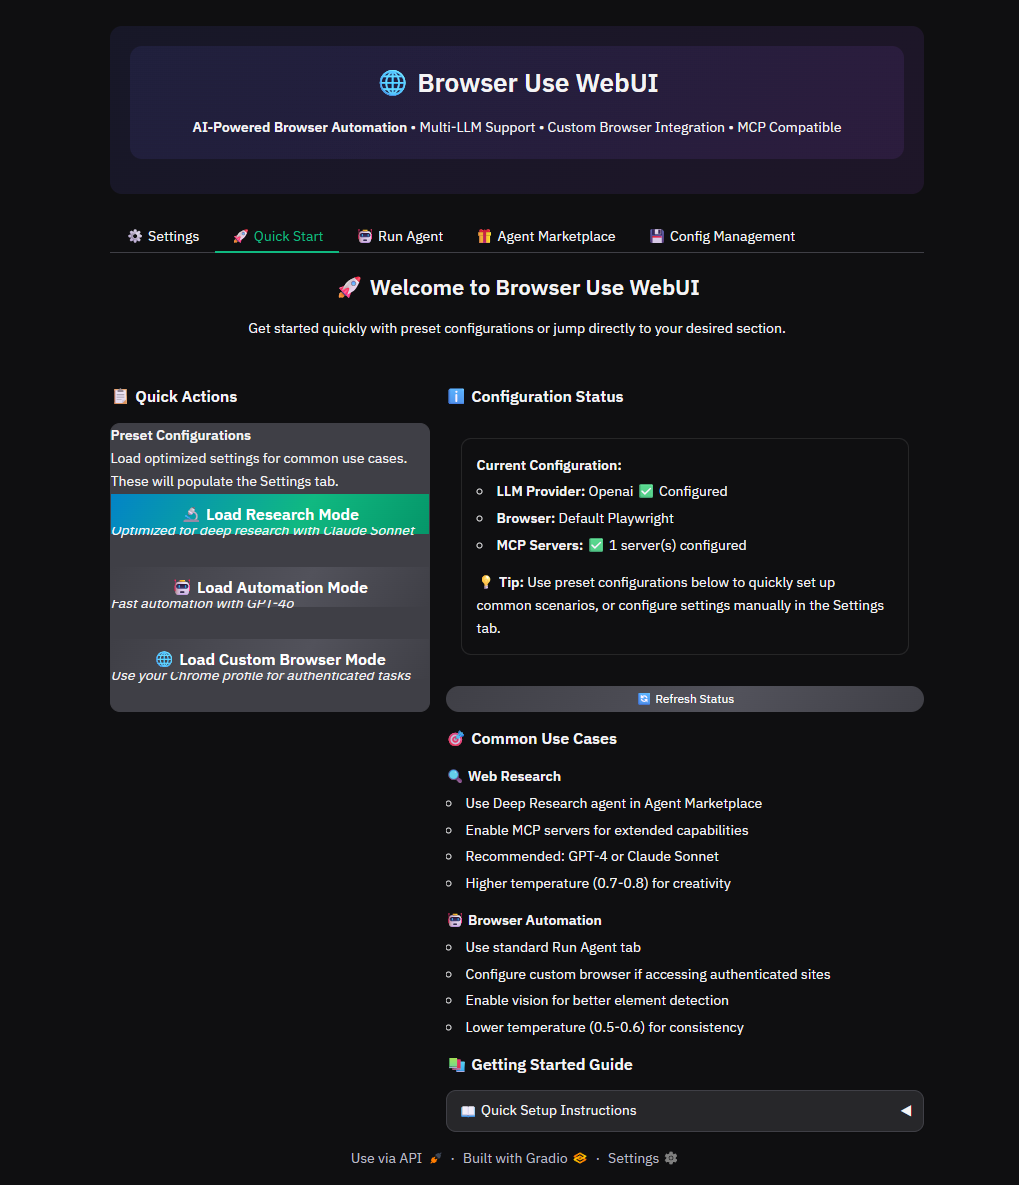 🌐 Browser Use WebUI
AI-Powered Browser Automation • Multi-LLM Support • Custom Browser Integration • MCP Compatible
⚙️ Settings
🚀 Quick Start
🤖 Run Agent
🎁 Agent Marketplace
💾 Config Management
🚀 Welcome to Browser Use WebUI
Get started quickly with preset configurations or jump directly to your desired section.
📋 Quick Actions
Preset Configurations
Load optimized settings for common use cases.
These will populate the Settings tab.
🔬 Load Research Mode
Optimized for deep research with Claude Sonnet
🤖 Load Automation Mode
Fast automation with GPT-4o
🌐 Load Custom Browser Mode
Use your Chrome profile for authenticated tasks
ℹ️ Configuration Status
Current Configuration:
LLM Provider: Openai ✅ Configured
Browser: Default Playwright
MCP Servers: ✅ 1 server(s) configured
💡 Tip: Use preset configurations below to quickly set up
common scenarios, or configure settings manually in the Settings
tab.
🔄 Refresh Status
🎯 Common Use Cases
🔍 Web Research
Use Deep Research agent in Agent Marketplace
Enable MCP servers for extended capabilities
Recommended: GPT-4 or Claude Sonnet
Higher temperature (0.7-0.8) for creativity
🤖 Browser Automation
Use standard Run Agent tab
Configure custom browser if accessing authenticated sites
Enable vision for better element detection
Lower temperature (0.5-0.6) for consistency
📚 Getting Started Guide
📖 Quick Setup Instructions
Use via API 🚀 · Built with Gradio · Settings ⚙️